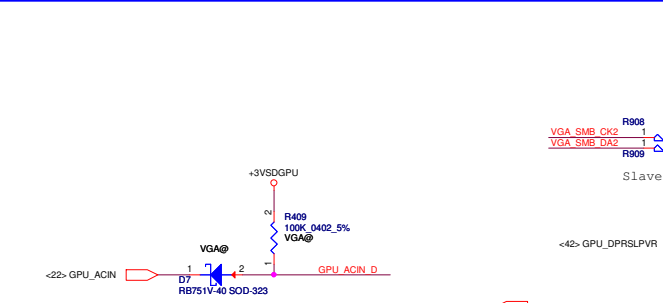 R908
VGA_SMB_CK2 1
VGA_SMB_DA2 1
R909
Slave
+3VSDGPU
2
R409
100K_0402_5%
VGA@
1
<42> GPU_DPRSLPVR
VGA@
<22> GPU_ACIN
1
2
GPU_ACIN_D
D7
RB751V-40 SOD-323